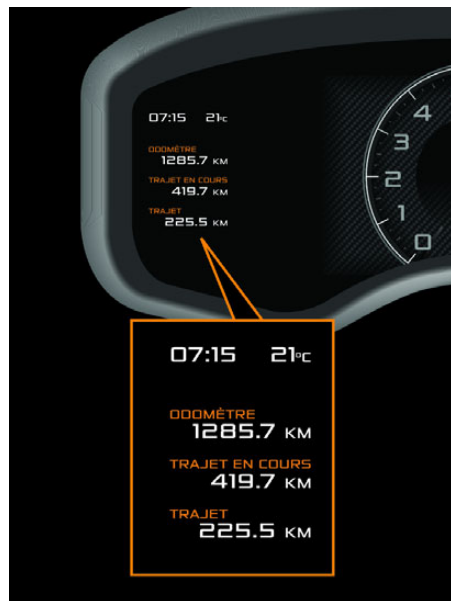 07:15 21°C
ODOMÈTRE
1285.7 KM
TRAJET EN COURS
419.7 KM
TRAJET
225.5 KM
4
3
2
1
0
07:15 21°C
ODOMÈTRE
1285.7 KM
TRAJET EN COURS
419.7 KM
TRAJET
225.5 KM